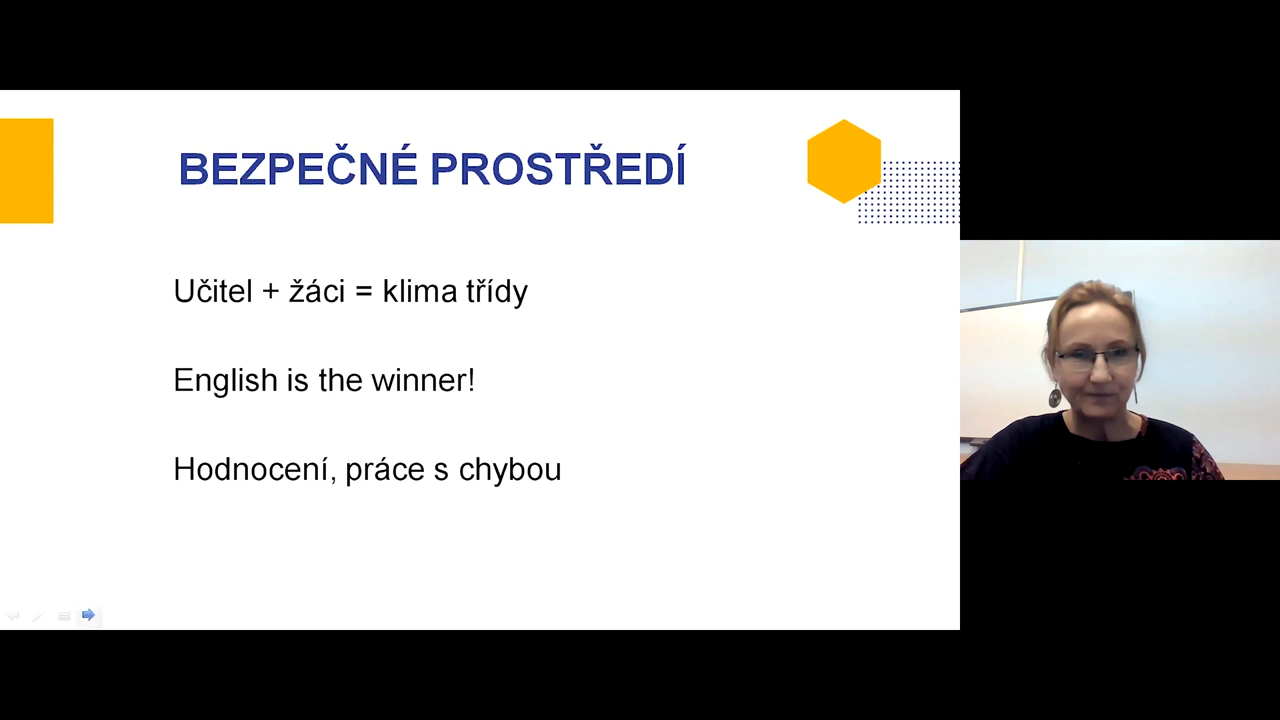 BEZPEČNÉ PROSTŘEDÍ
Učitel + žáci = klima třídy
English is the winner!
Hodnocení, práce s chybou